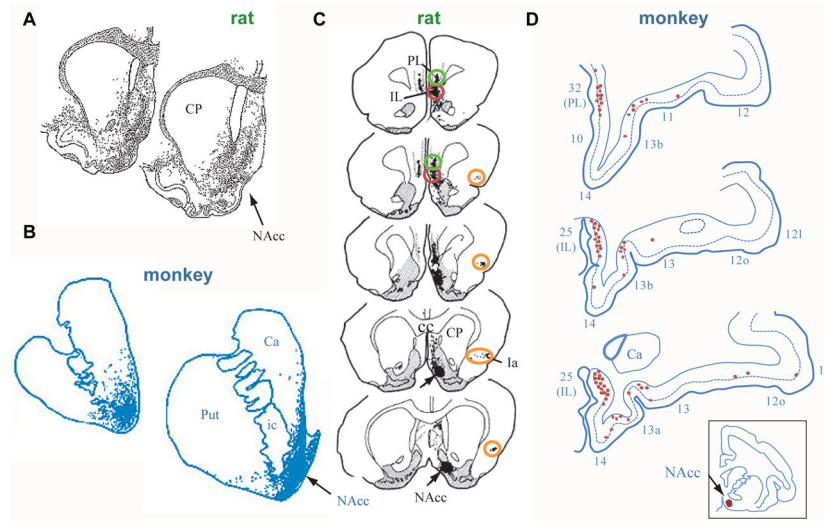 A
rat
CP
NAcc
B
monkey
Ca
Put
ic
NAcc
C
rat
PL
IL
CC
CP
Ia
NAcc
D
monkey
32
(PL)
10
14
13b
11
12
25
(IL)
14
13b
13
12o
12l
Ca
25
(IL)
14
13a
13
12o
1
NAcc